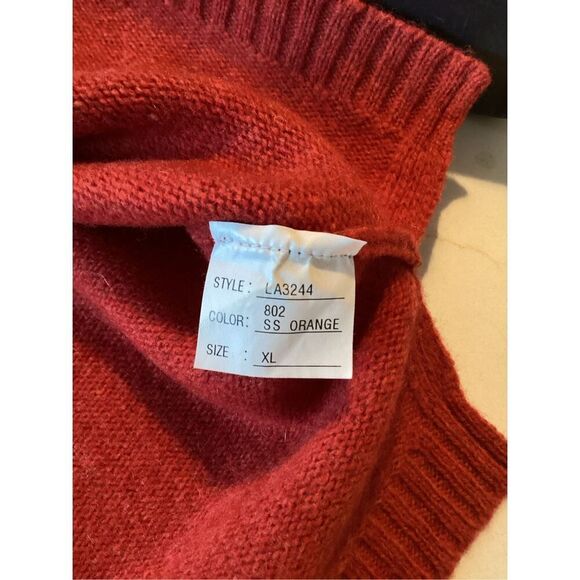 STYLE: LA3244
802
COLOR: SS ORANGE
SIZE : XL